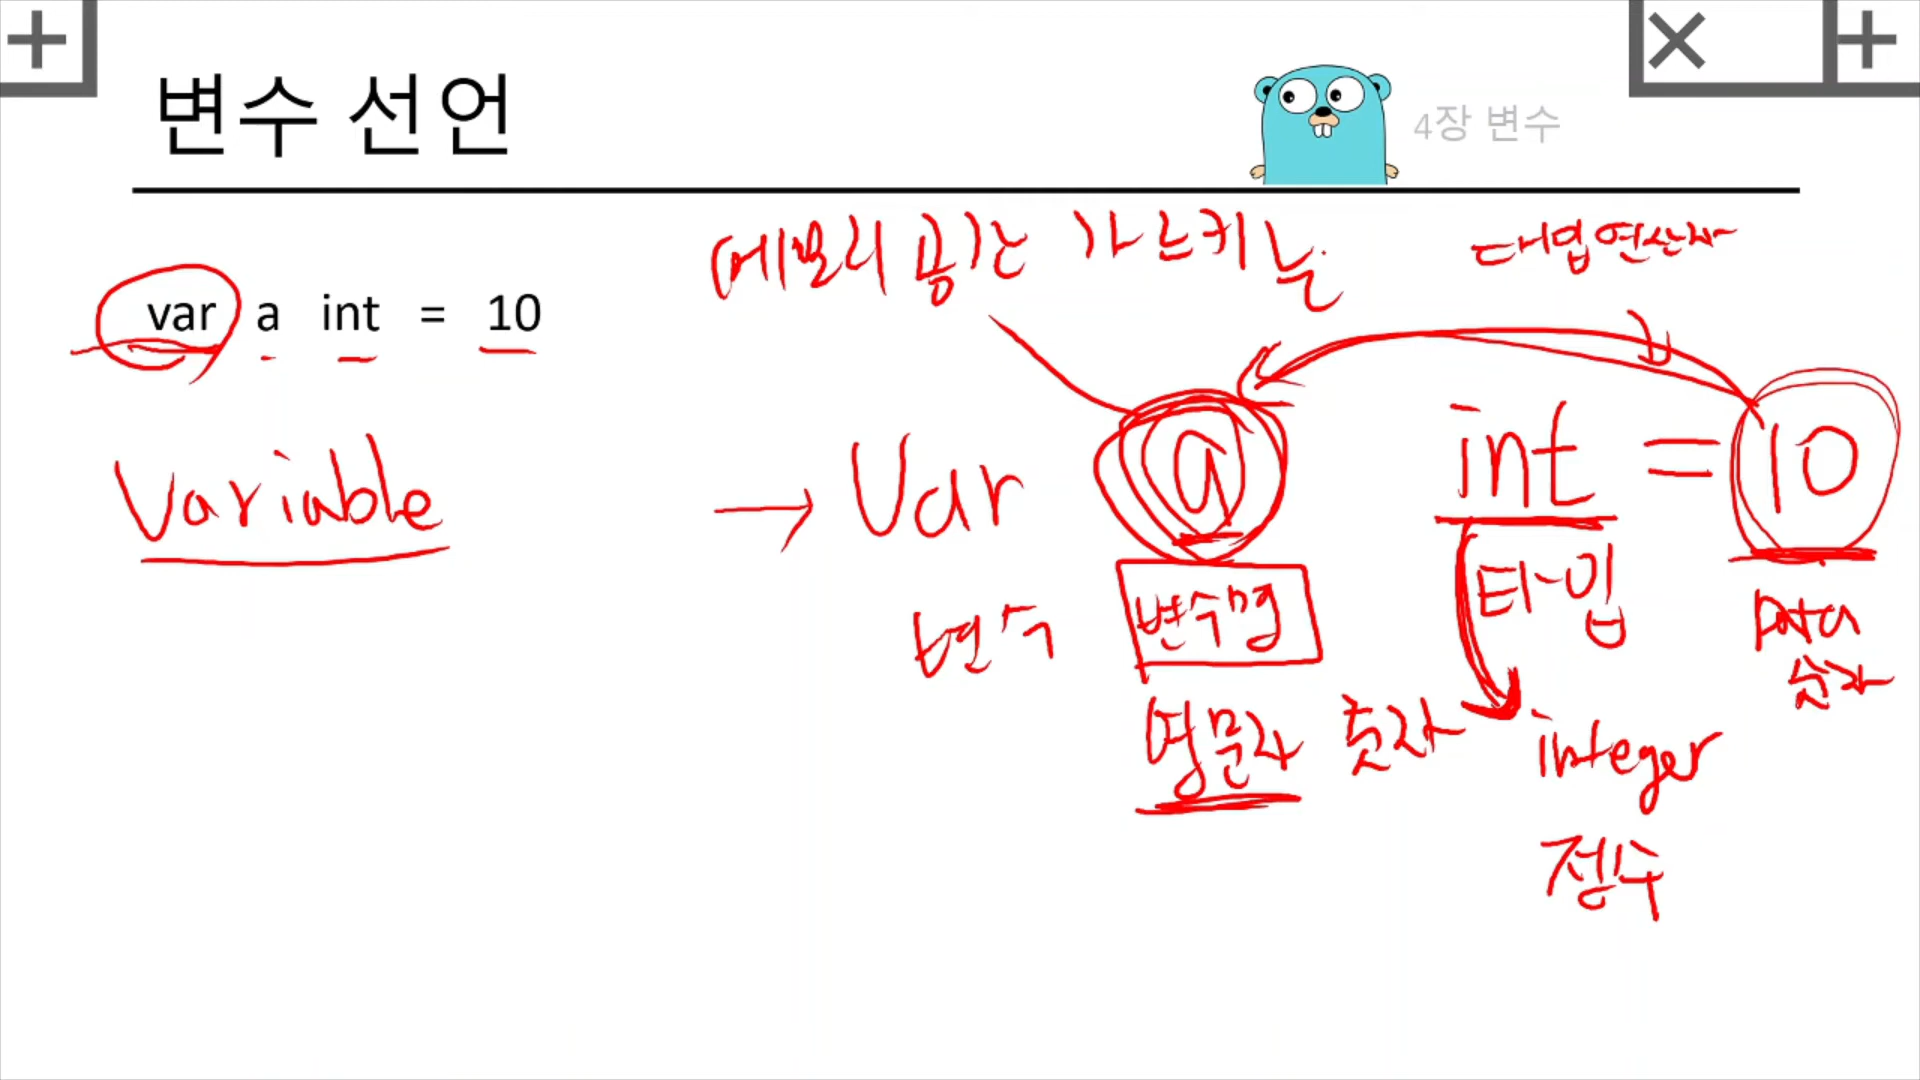 변수 선언
4장 변수
var a int = 10
메모리 공간 가르키는
대입연산자
Variable
→ Var a int = 10
변수 변수명 타입 Data
숫자
영문자 숫자 integer
정수